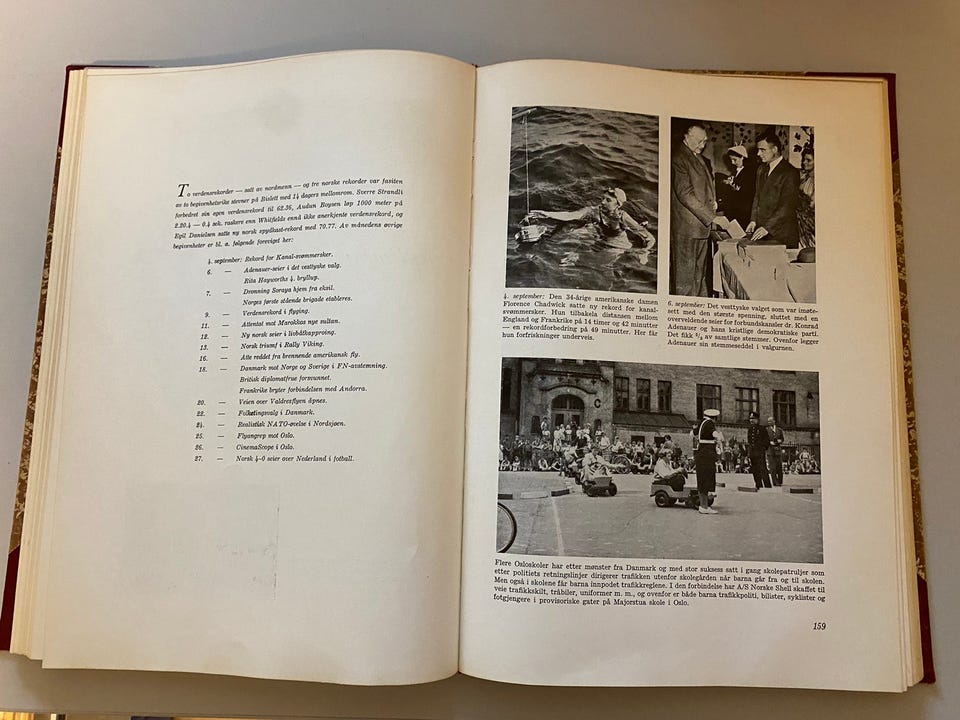 To verdensrekorder — satt av nordmenn — og tre norske rekorder var fasiten
av to begivenhetsrike stevner på Bislett med 14 dagers mellomrom. Sverre Strandli
forbedret sin egen verdensrekord til 62.36, Audun Boysen løp 1000 meter på
2.20.4 — 0.4 sek. raskere enn Whitfields ennå ikke anerkjente verdensrekord, og
Egil Danielsen satte ny norsk spydkast-rekord med 70.77. Av månedens øvrige
begivenheter er bl. a. følgende foreviget her:
4. september: Rekord for Kanal-svømmersker.
6. — Adenauer-seier i det vesttyske valg.
Rita Hayworths 4. bryllup.
7. — Dronning Soraya hjem fra eksil.
Norges første stående brigade etableres.
9. — Verdensrekord i flyging.
11. — Attentat mot Marokkos nye sultan.
12. — Ny norsk seier i livbåtkapproing.
13. — Norsk triumf i Rally Viking.
16. — Atte reddet fra brennende amerikansk fly.
18. — Danmark mot Norge og Sverige i FN-avstemning.
Britisk diplomatfrue forsvunnet.
Frankrike bryter forbindelsen med Andorra.
20. — Veien over Valdresflyen åpnes.
22. — Folketingsvalg i Danmark.
24. — Realistisk NATO-øvelse i Nordsjøen.
25. — Flyangrep mot Oslo.
26. — CinemaScope i Oslo.
27. — Norsk 4-0 seier over Nederland i fotball.
4. september: Den 34-årige amerikanske damen
Florence Chadwick satte ny rekord for kanal-
svømmersker. Hun tilbakela distansen mellom
England og Frankrike på 14 timer og 42 minutter
— en rekordforbedring på 49 minutter. Her får
hun forfriskninger underveis.
6. september: Det vesttyske valget som var imøte-
sett med den største spenning, sluttet med en
overveldende seier for forbundskansler dr. Konrad
Adenauer og hans kristlige demokratiske parti.
Det fikk ²/₃ av samtlige stemmer. Ovenfor legger
Adenauer sin stemmeseddel i valgurnen.
Flere Osloskoler har etter mønster fra Danmark og med stor suksess satt i gang skolepatruljer som
etter politiets retningslinjer dirigerer trafikken utenfor skolegården når barna går fra og til skolen.
Men også i skolene får barna innpodet trafikkreglene. I den forbindelse har A/S Norske Shell skaffet til
veie trafikkskilt, tråbiler, uniformer m. m., og ovenfor er både barna trafikkpoliti, bilister, syklister og
fotgjengere i provisoriske gater på Majorstua skole i Oslo.
159